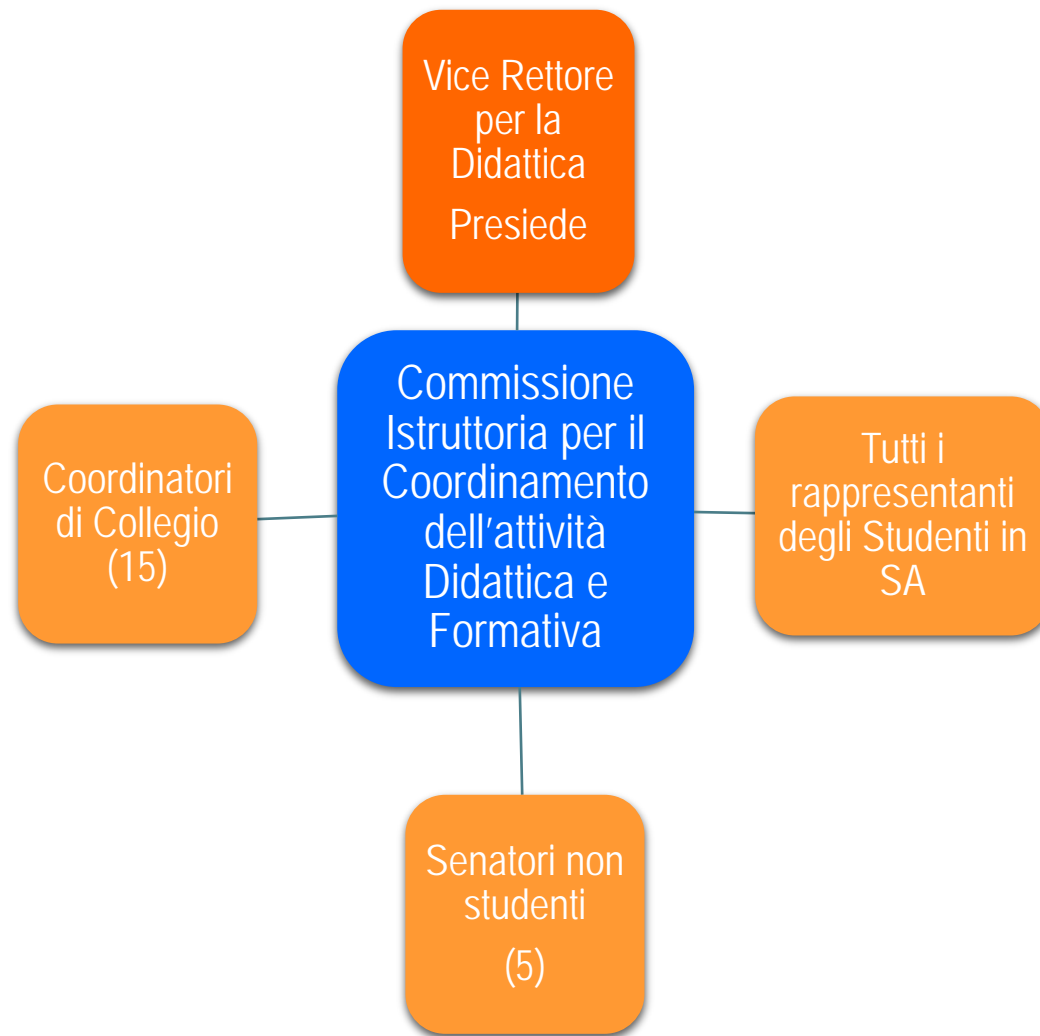 Vice Rettore
per la
Didattica
Presiede
Commissione
Istruttoria per il
Coordinamento
dell’attività
Didattica e
Formativa
Coordinatori
di Collegio
(15)
Tutti i
rappresentanti
degli Studenti in
SA
Senatori non
studenti
(5)